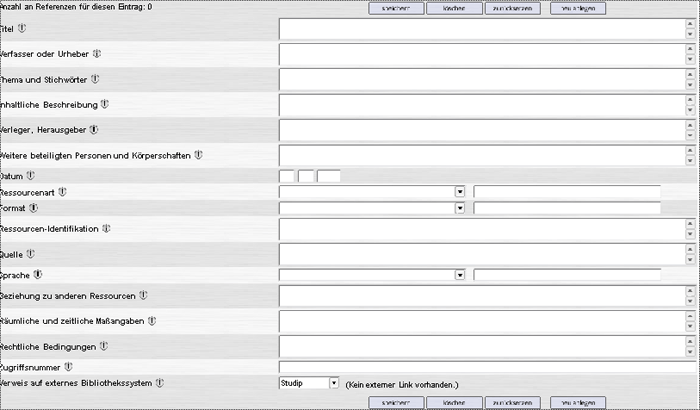 Anzahl an Referenzen für diesen Eintrag: 0
speichern löschen zurücksetzen neu anlegen
Titel
Verfasser oder Urheber
Thema und Stichwörter
Inhaltliche Beschreibung
Verleger, Herausgeber
Weitere beteiligten Personen und Körperschaften
Datum
Ressourcenart
Format
Ressourcen-Identifikation
Quelle
Sprache
Beziehung zu anderen Ressourcen
Räumliche und zeitliche Maßangaben
Rechtliche Bedingungen
Zugriffsnummer
Verweis auf externes Bibliothekssystem Studip (Kein externer Link vorhanden.)
speichern löschen zurücksetzen neu anlegen